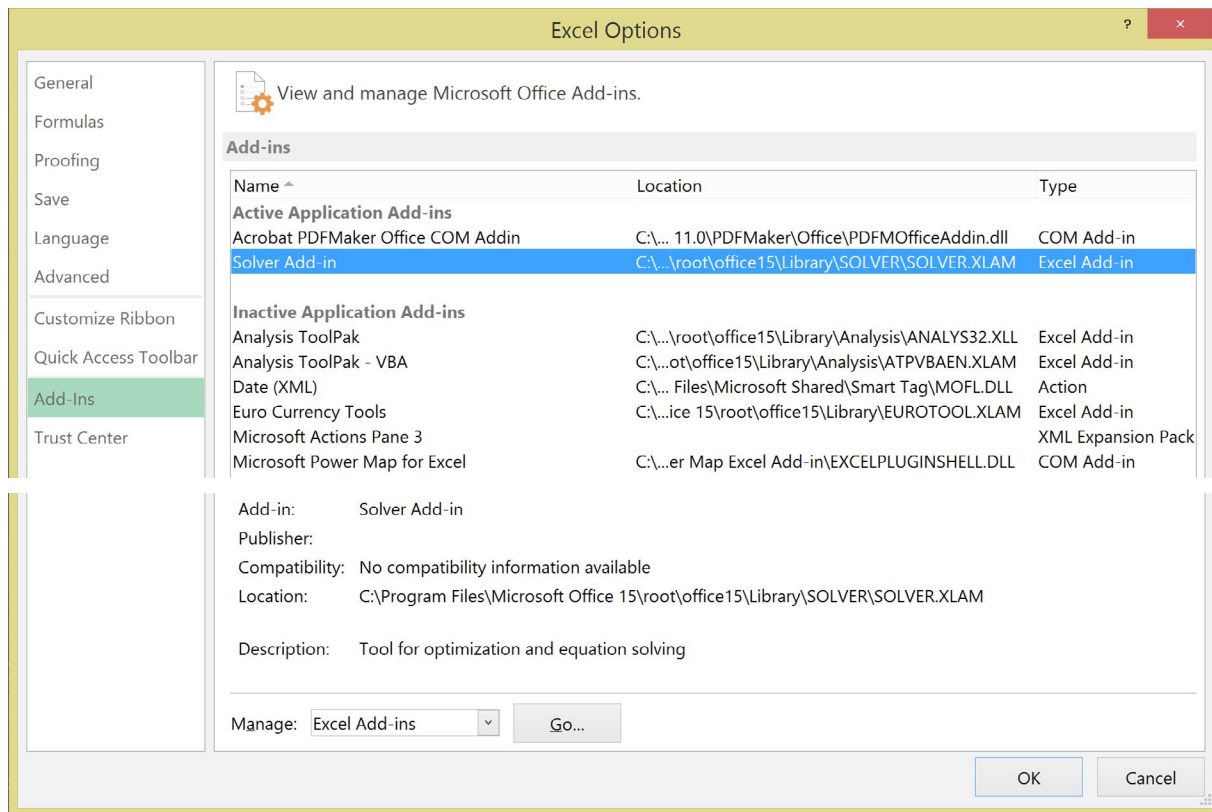 Excel Options
?
×
General
Formulas
Proofing
Save
Language
Advanced
Customize Ribbon
Quick Access Toolbar
Add-Ins
Trust Center
View and manage Microsoft Office Add-ins.
Add-ins
Name Location Type
Active Application Add-ins
Acrobat PDFMaker Office COM Addin C:\... 11.0\PDFMaker\Office\PDFMOfficeAddin.dll COM Add-in
Solver Add-in C:\...\root\office15\Library\SOLVER\SOLVER.XLAM Excel Add-in
Inactive Application Add-ins
Analysis ToolPak C:\...\root\office15\Library\Analysis\ANALYS32.XLL Excel Add-in
Analysis ToolPak - VBA C:\...ot\office15\Library\Analysis\ATPVBAEN.XLAM Excel Add-in
Date (XML) C:\... Files\Microsoft Shared\Smart Tag\MOFL.DLL Action
Euro Currency Tools C:\...ice 15\root\office15\Library\EUROTOOL.XLAM Excel Add-in
Microsoft Actions Pane 3 XML Expansion Pack
Microsoft Power Map for Excel C:\...er Map Excel Add-in\EXCELPLUGINSHELL.DLL COM Add-in
Add-in: Solver Add-in
Publisher:
Compatibility: No compatibility information available
Location: C:\Program Files\Microsoft Office 15\root\office15\Library\SOLVER\SOLVER.XLAM
Description: Tool for optimization and equation solving
Manage: Excel Add-ins Go...
OK Cancel